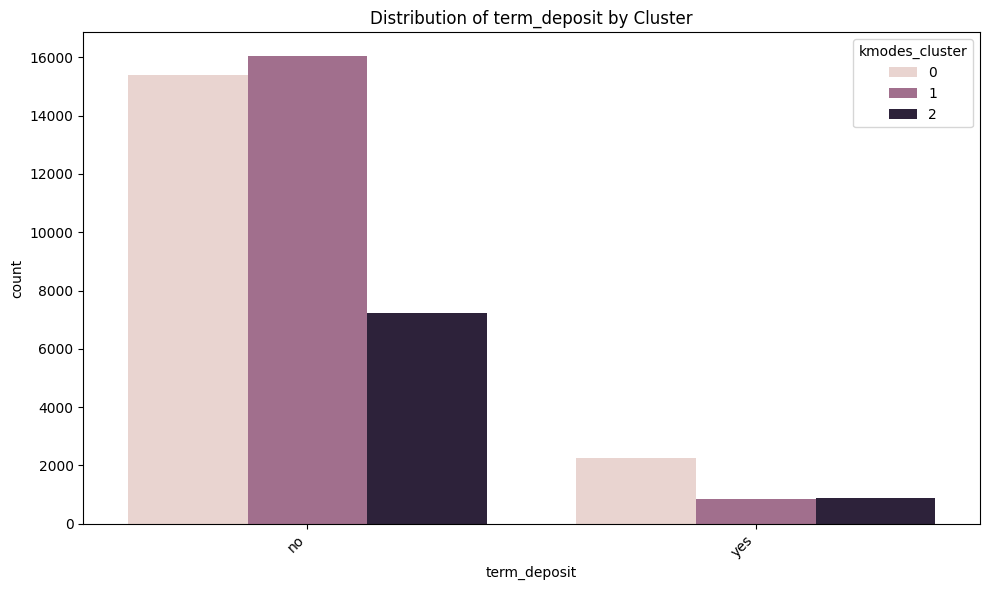 Distribution of term_deposit by Cluster
kmodes_cluster
0
1
2
16000
14000
12000
10000
8000
6000
4000
2000
0
count
no
yes
term_deposit